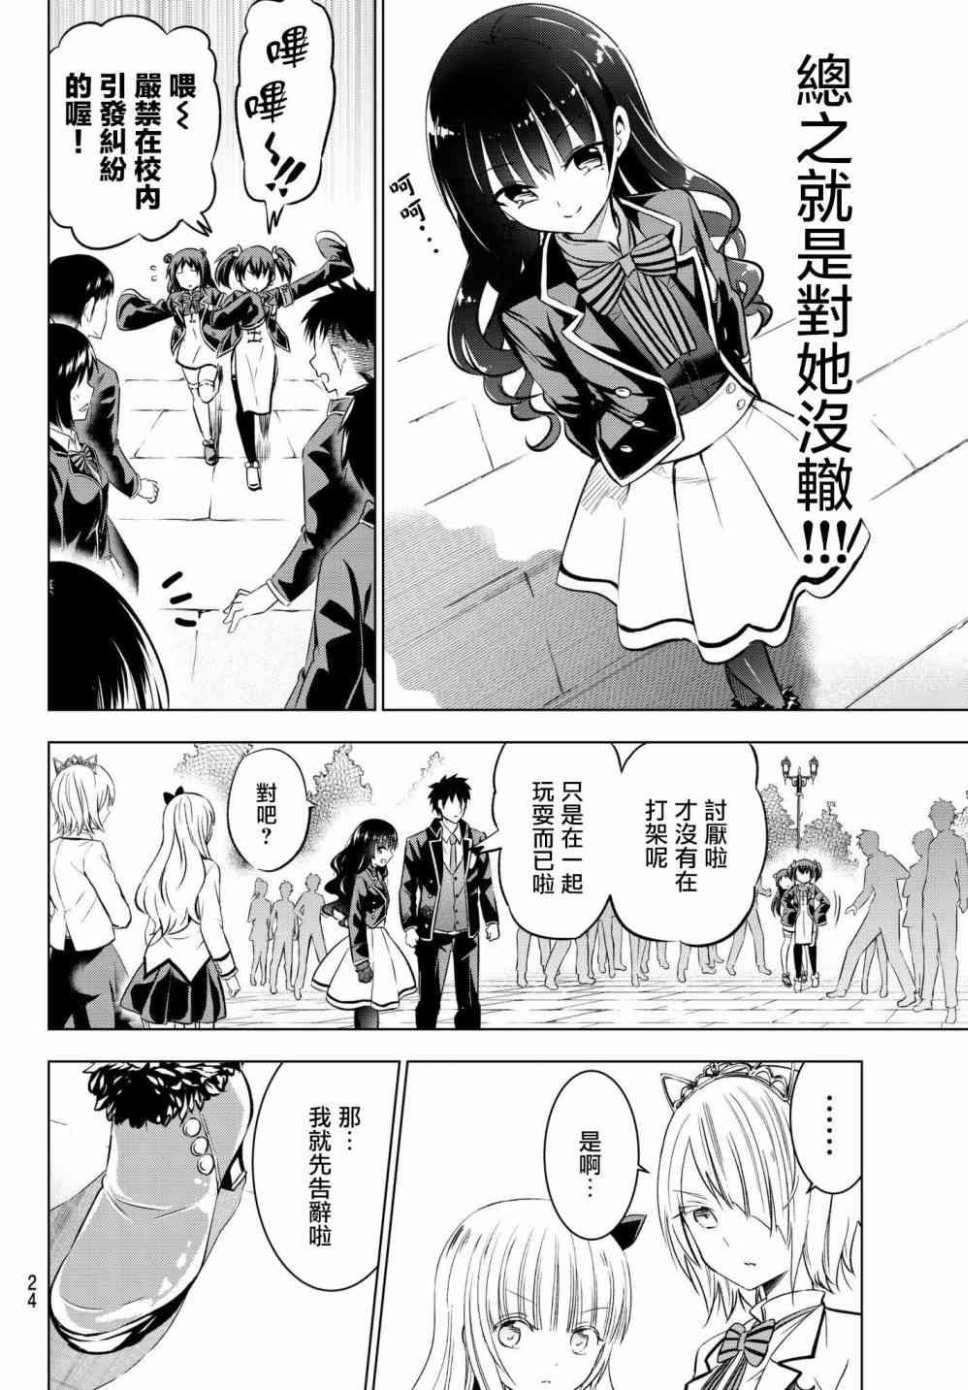 總之就是對她沒轍!!!
呵呵…
嗶
嗶~!!
喂~
嚴禁在校內
引發糾紛
的喔!
討厭啦
才沒有在
打架呢
只是在一起
玩耍而已啦
對吧?
……
是啊…
那…
我就先告辭啦
24